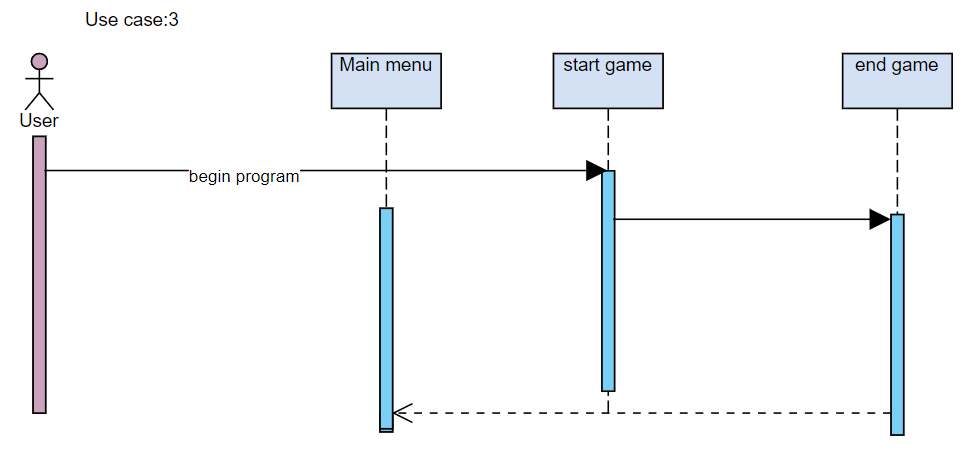 Use case:3
User
Main menu
start game
end game
begin program